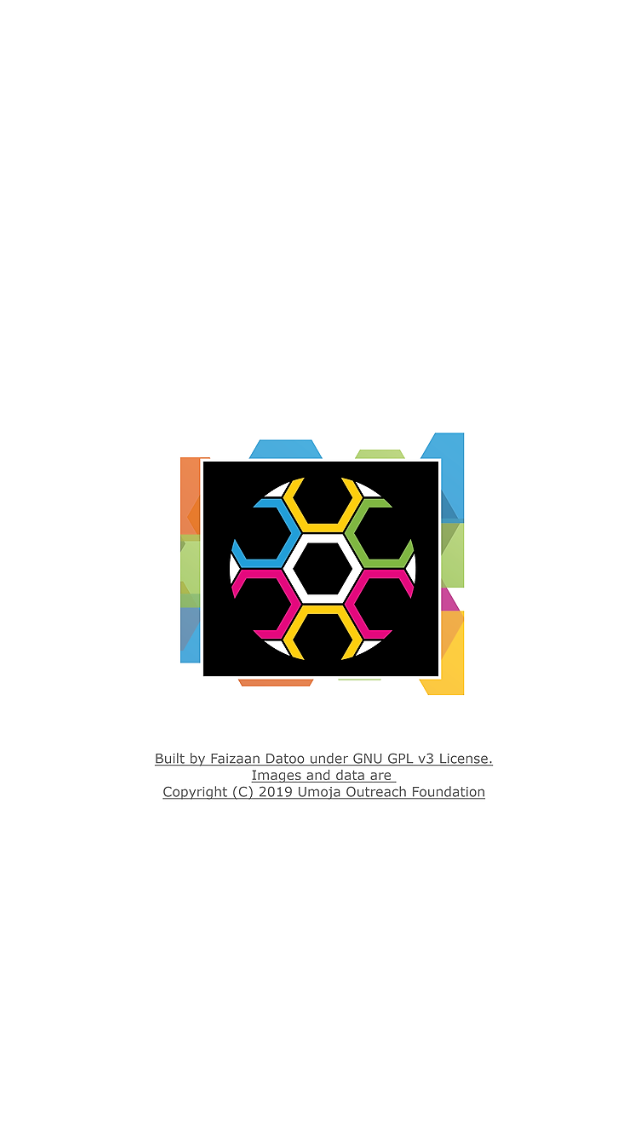 Built by Faizaan Datoo under GNU GPL v3 License.
Images and data are
Copyright (C) 2019 Umoja Outreach Foundation